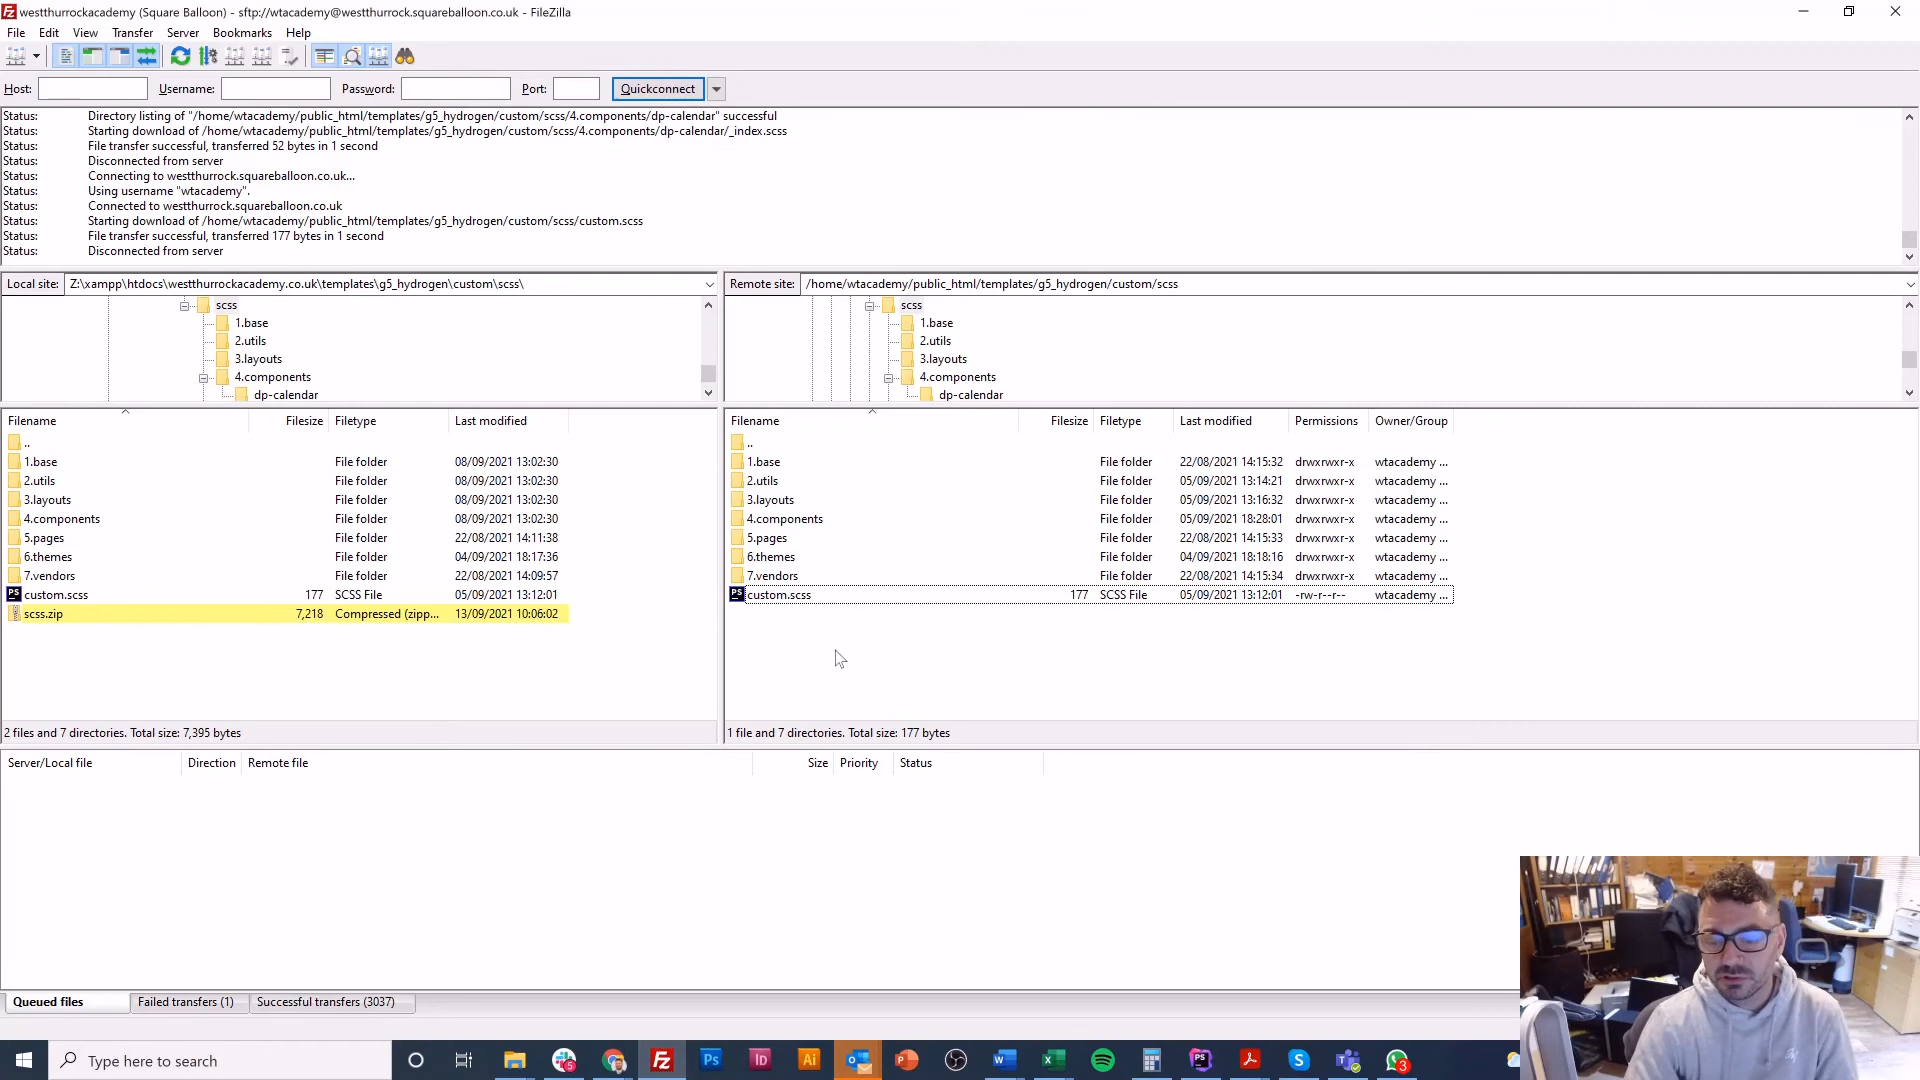 westthurrockacademy (Square Balloon) - sftp://wtacademy@westthurrock.squareballoon.co.uk - FileZilla
File Edit View Transfer Server Bookmarks Help
Host: Username: Password: Port: Quickconnect
Status: Directory listing of "/home/wtacademy/public_html/templates/g5_hydrogen/custom/scss/4.components/dp-calendar" successful
Status: Starting download of /home/wtacademy/public_html/templates/g5_hydrogen/custom/scss/4.components/dp-calendar/_index.scss
Status: File transfer successful, transferred 52 bytes in 1 second
Status: Disconnected from server
Status: Connecting to westthurrock.squareballoon.co.uk...
Status: Using username "wtacademy".
Status: Connected to westthurrock.squareballoon.co.uk
Status: Starting download of /home/wtacademy/public_html/templates/g5_hydrogen/custom/scss/custom.scss
Status: File transfer successful, transferred 177 bytes in 1 second
Status: Disconnected from server
Local site: Z:\xampp\htdocs\westthurrockacademy.co.uk\templates\g5_hydrogen\custom\scss\
scss
1.base
2.utils
3.layouts
4.components
dp-calendar
Filename Filesize Filetype Last modified
..
1.base File folder 08/09/2021 13:02:30
2.utils File folder 08/09/2021 13:02:30
3.layouts File folder 08/09/2021 13:02:30
4.components File folder 08/09/2021 13:02:30
5.pages File folder 22/08/2021 14:11:38
6.themes File folder 04/09/2021 18:17:36
7.vendors File folder 22/08/2021 14:09:57
custom.scss 177 SCSS File 05/09/2021 13:12:01
scss.zip 7,218 Compressed (zipp... 13/09/2021 10:06:02
2 files and 7 directories. Total size: 7,395 bytes
Remote site: /home/wtacademy/public_html/templates/g5_hydrogen/custom/scss
scss
1.base
2.utils
3.layouts
4.components
dp-calendar
Filename Filesize Filetype Last modified Permissions Owner/Group
..
1.base File folder 22/08/2021 14:15:32 drwxrwxr-x wtacademy ...
2.utils File folder 05/09/2021 13:14:21 drwxrwxr-x wtacademy ...
3.layouts File folder 05/09/2021 13:16:32 drwxrwxr-x wtacademy ...
4.components File folder 05/09/2021 18:28:01 drwxrwxr-x wtacademy ...
5.pages File folder 22/08/2021 14:15:33 drwxrwxr-x wtacademy ...
6.themes File folder 04/09/2021 18:18:16 drwxrwxr-x wtacademy ...
7.vendors File folder 22/08/2021 14:15:34 drwxrwxr-x wtacademy ...
custom.scss 177 SCSS File 05/09/2021 13:12:01 -rw-r--r-- wtacademy ...
1 file and 7 directories. Total size: 177 bytes
Server/Local file Direction Remote file Size Priority Status
Queued files Failed transfers (1) Successful transfers (3037)
Type here to search